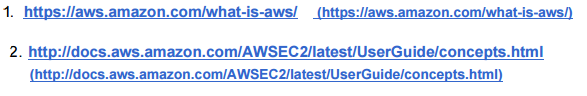 1. https://aws.amazon.com/what-is-aws/ (https://aws.amazon.com/what-is-aws/)
2. http://docs.aws.amazon.com/AWSEC2/latest/UserGuide/concepts.html
(http://docs.aws.amazon.com/AWSEC2/latest/UserGuide/concepts.html)